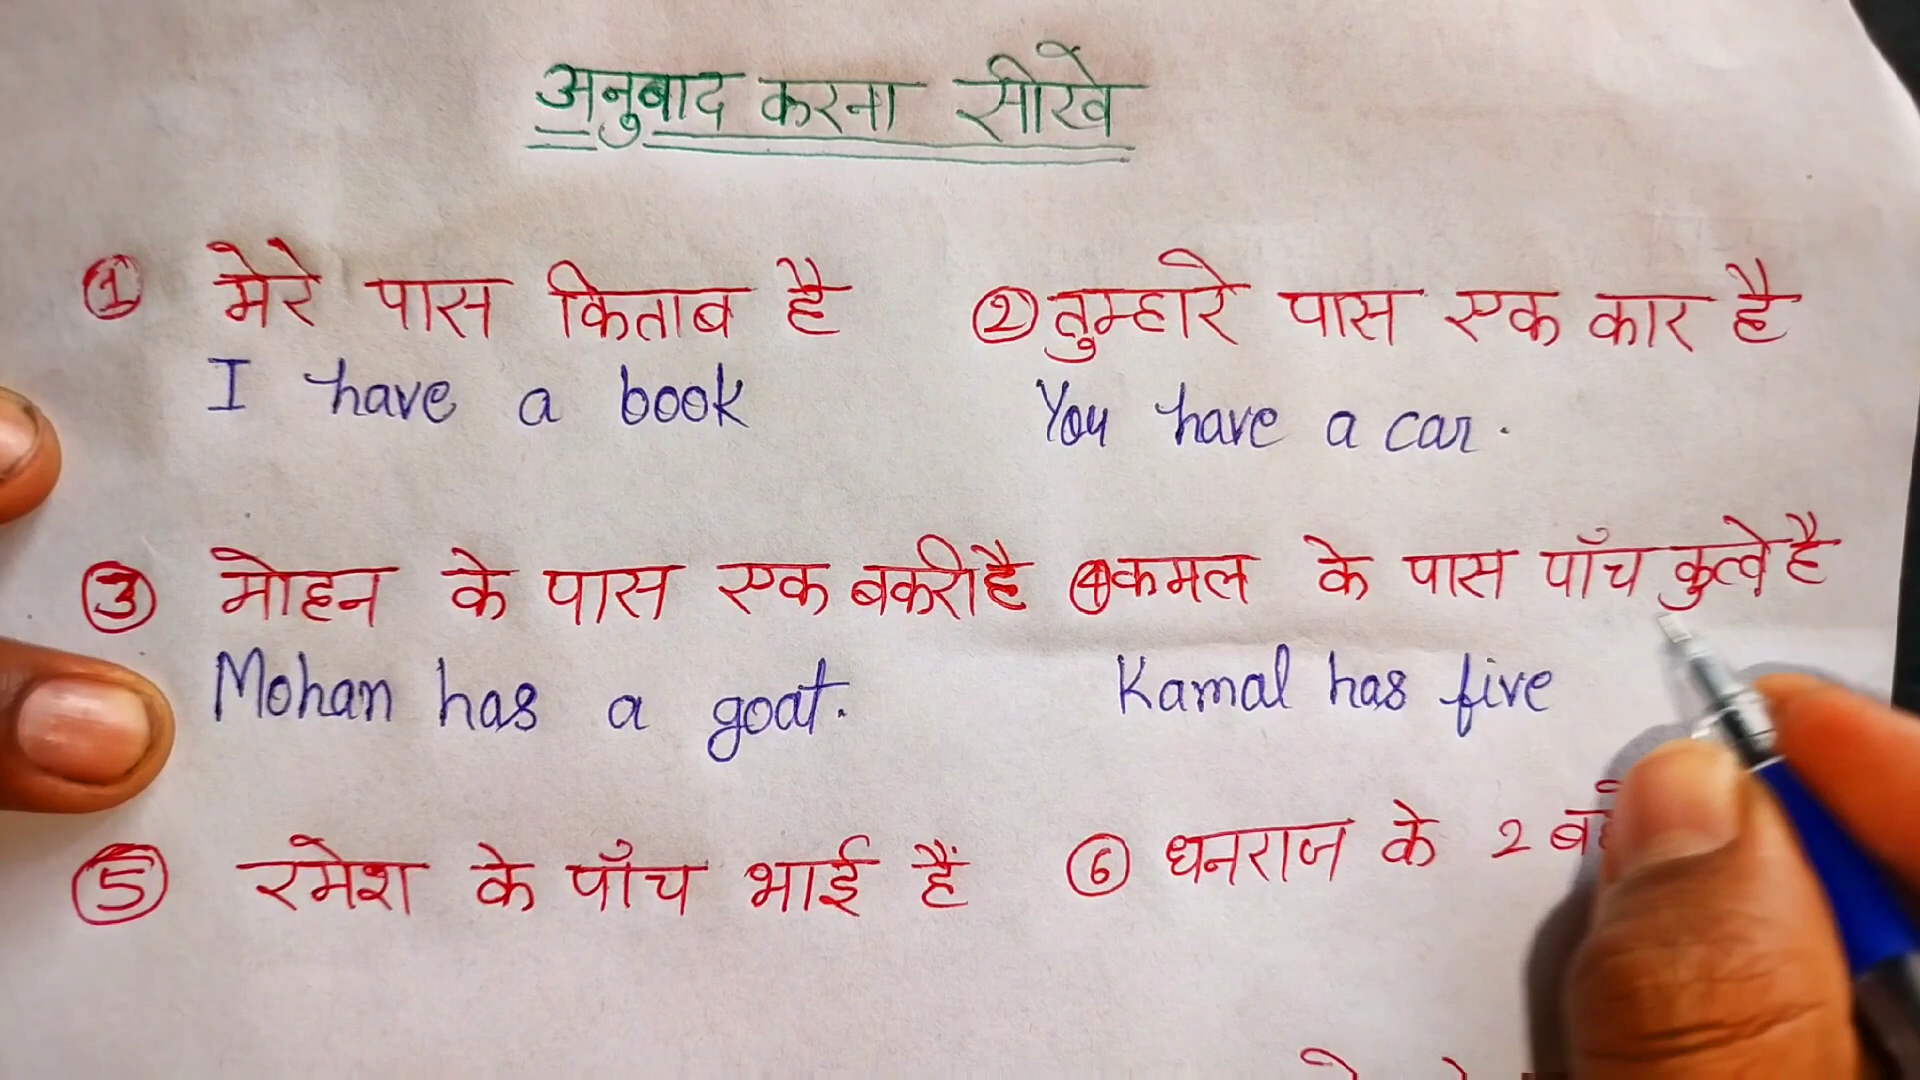 अनुबाद करना सीखे
① मेरे पास किताब है
I have a book
② तुम्हारे पास एक कार है
You have a car.
③ मोहन के पास एक बकरी है
Mohan has a goat.
④ कमल के पास पाँच कुत्ते है
Kamal has five
⑤ रमेश के पाँच भाई हैं
⑥ धनराज के 2